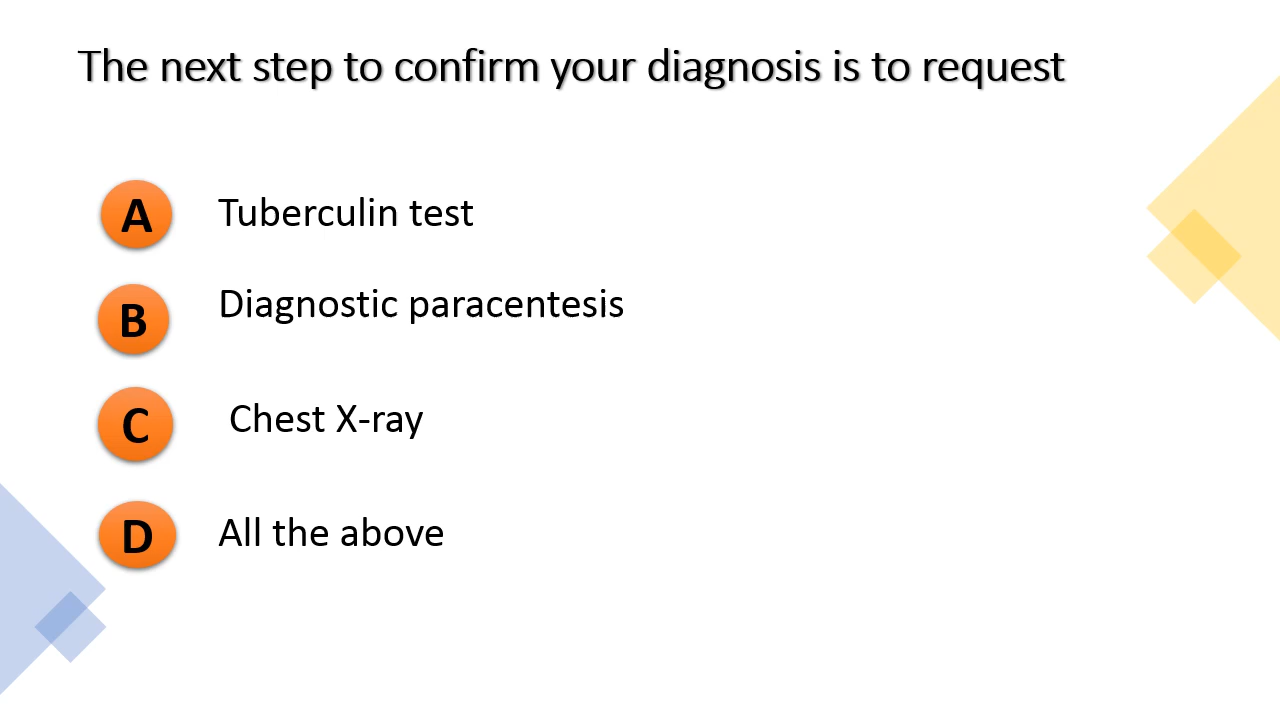 The next step to confirm your diagnosis is to request
A Tuberculin test
B Diagnostic paracentesis
C Chest X-ray
D All the above